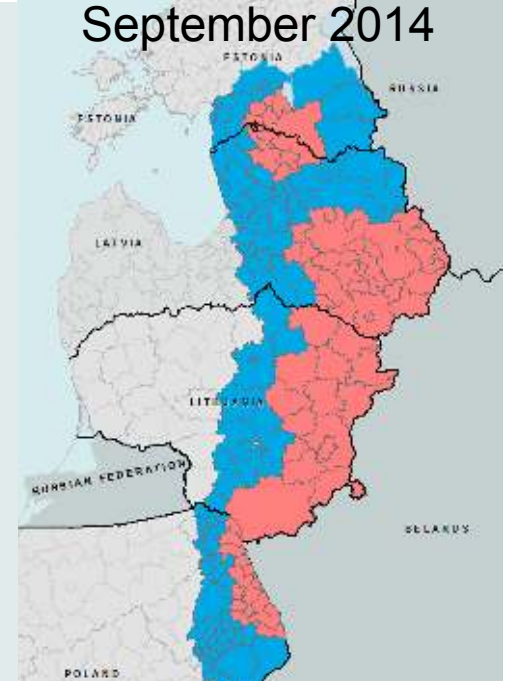 September 2014
ESTONIA
RUSSIA
ESTONIA
LATVIA
LITHUANIA
RUSSIAN FEDERATION
BELARUS
POLAND